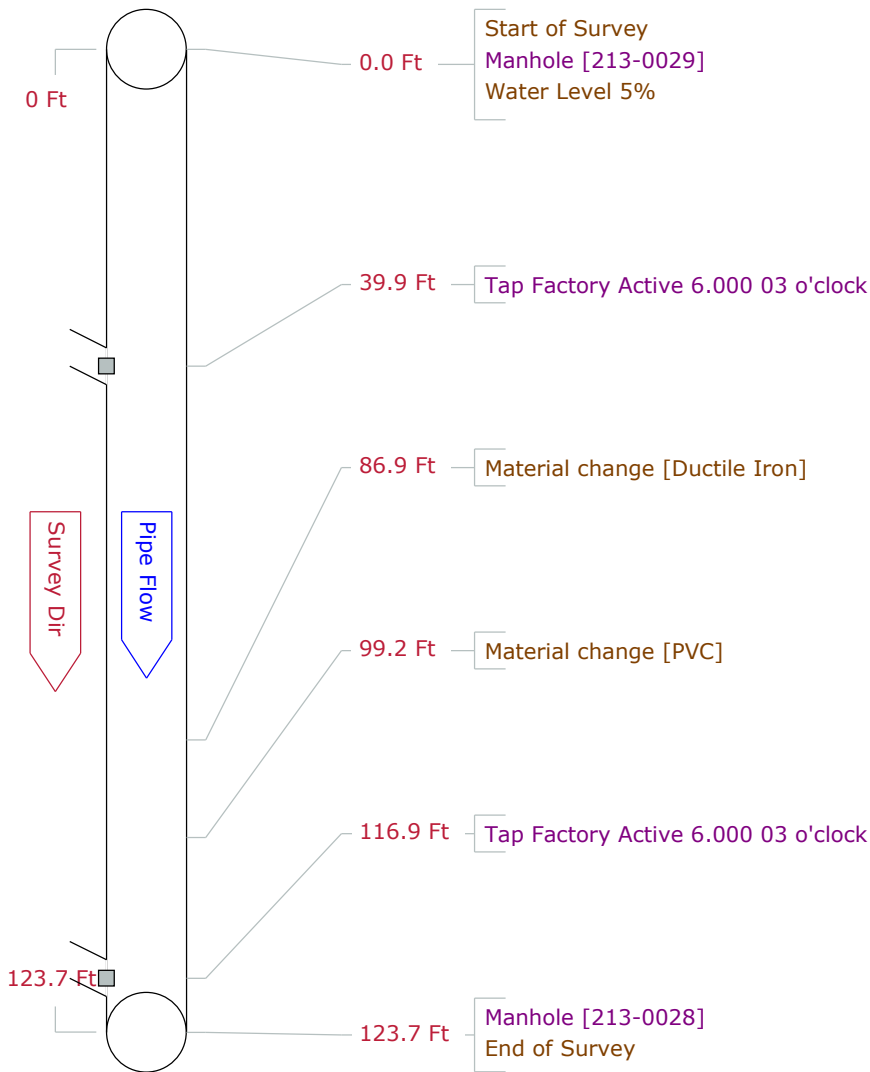 Start of Survey
0.0 Ft
Manhole [213-0029]
Water Level 5%
0 Ft
39.9 Ft
Tap Factory Active 6.000 03 o'clock
86.9 Ft
Material change [Ductile Iron]
Survey Dir
Pipe Flow
99.2 Ft
Material change [PVC]
116.9 Ft
Tap Factory Active 6.000 03 o'clock
123.7 Ft
123.7 Ft
Manhole [213-0028]
End of Survey